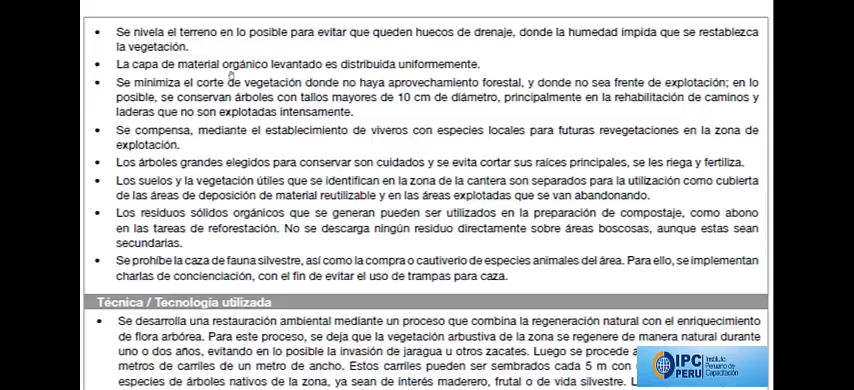 • Se nivela el terreno en lo posible para evitar que queden huecos de drenaje, donde la humedad impida que se restablezca
la vegetación.
• La capa de material orgánico levantado es distribuida uniformemente.
• Se minimiza el corte de vegetación donde no haya aprovechamiento forestal, y donde no sea frente de explotación; en lo
posible, se conservan árboles con tallos mayores de 10 cm de diámetro, principalmente en la rehabilitación de caminos y
laderas que no son explotadas intensamente.
• Se compensa, mediante el establecimiento de viveros con especies locales para futuras revegetaciones en la zona de
explotación.
• Los árboles grandes elegidos para conservar son cuidados y se evita cortar sus raíces principales, se les riega y fertiliza.
• Los suelos y la vegetación útiles que se identifican en la zona de la cantera son separados para la utilización como cubierta
de las áreas de deposición de material reutilizable y en las áreas explotadas que se van abandonando.
• Los residuos sólidos orgánicos que se generan pueden ser utilizados en la preparación de compostaje, como abono
en las tareas de reforestación. No se descarga ningún residuo directamente sobre áreas boscosas, aunque estas sean
secundarias.
• Se prohíbe la caza de fauna silvestre, así como la compra o cautiverio de especies animales del área. Para ello, se implementan
charlas de concienciación, con el fin de evitar el uso de trampas para caza.
Técnica / Tecnología utilizada
• Se desarrolla una restauración ambiental mediante un proceso que combina la regeneración natural con el enriquecimiento
de flora arbórea. Para este proceso, se deja que la vegetación arbustiva de la zona se regenere de manera natural durante
uno o dos años, evitando en lo posible la invasión de jaragua u otros zacates. Luego se procede
metros de carriles de un metro de ancho. Estos carriles pueden ser sembrados cada 5 m con
especies de árboles nativos de la zona, ya sean de interés maderero, frutal o de vida silvestre.
IPC PERU
Instituto
Peruano de
Capacitación